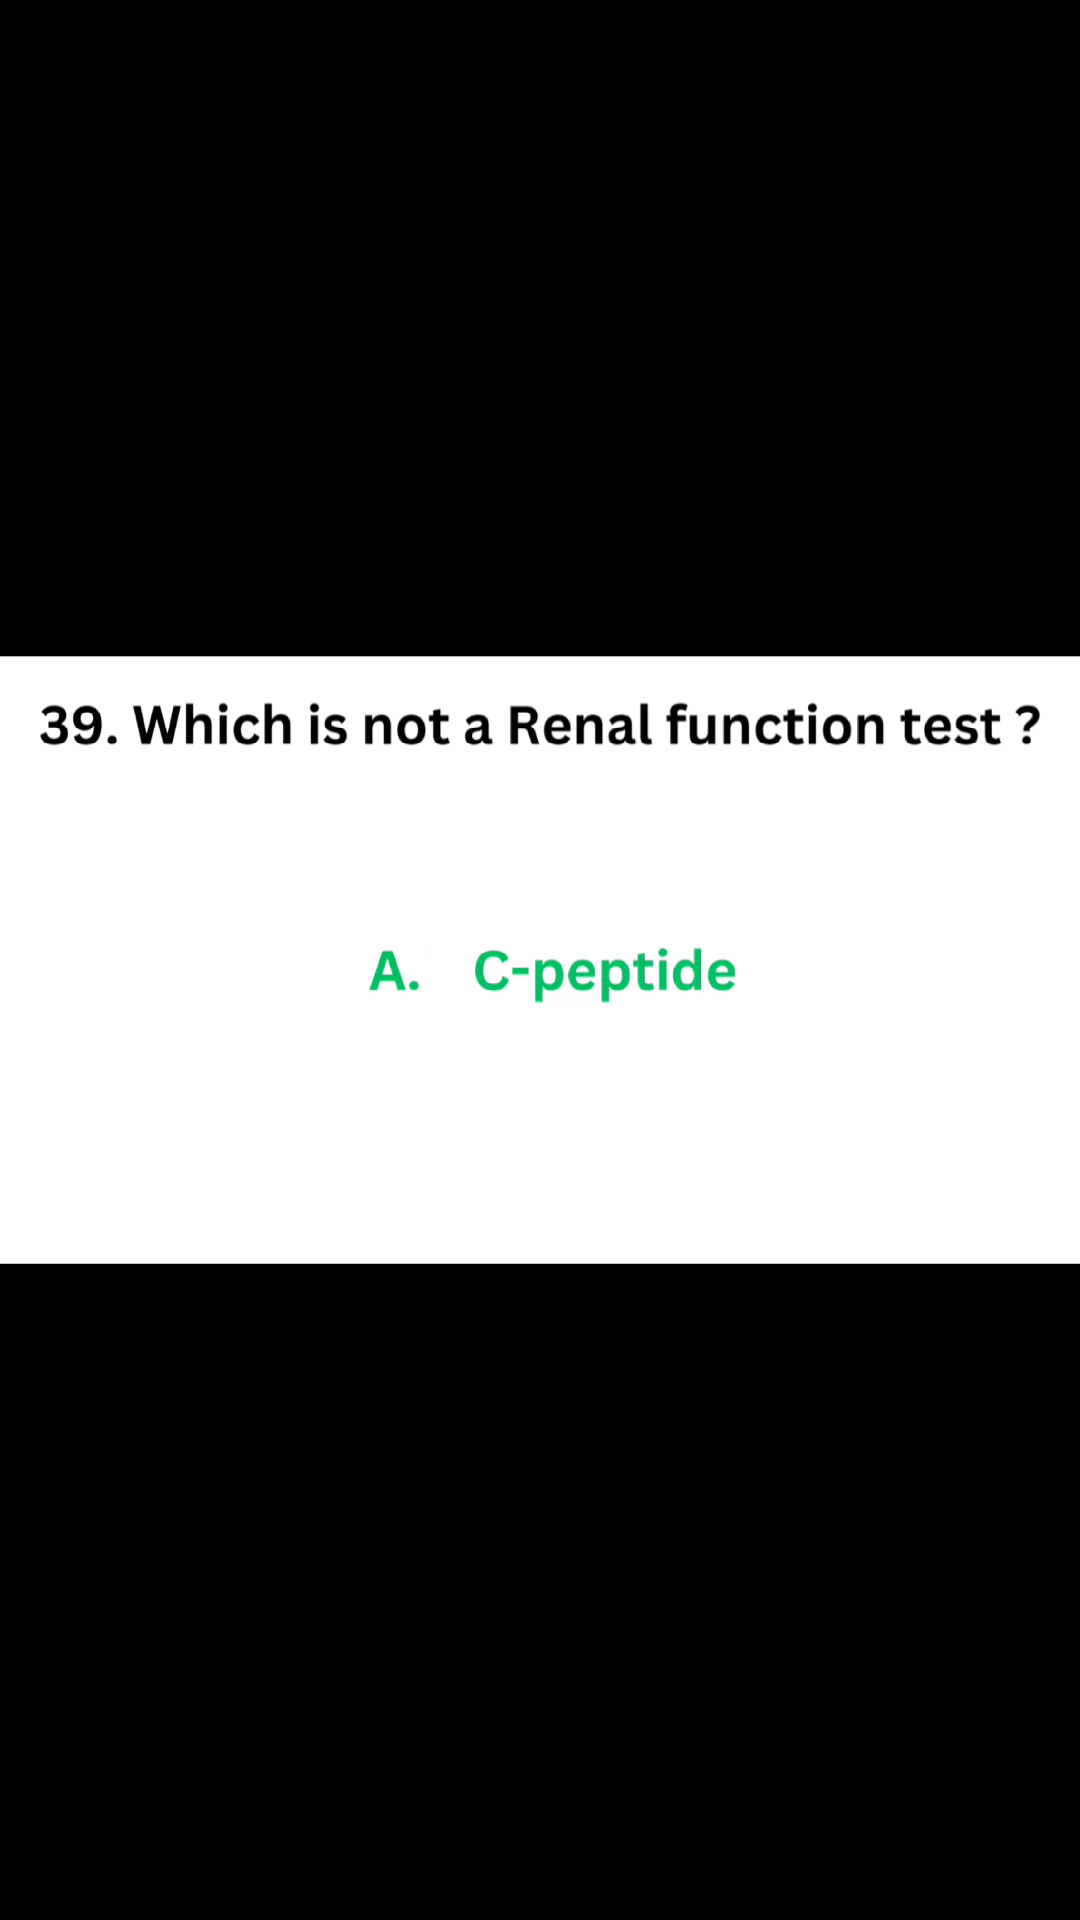 39. Which is not a Renal function test ?
A. C-peptide